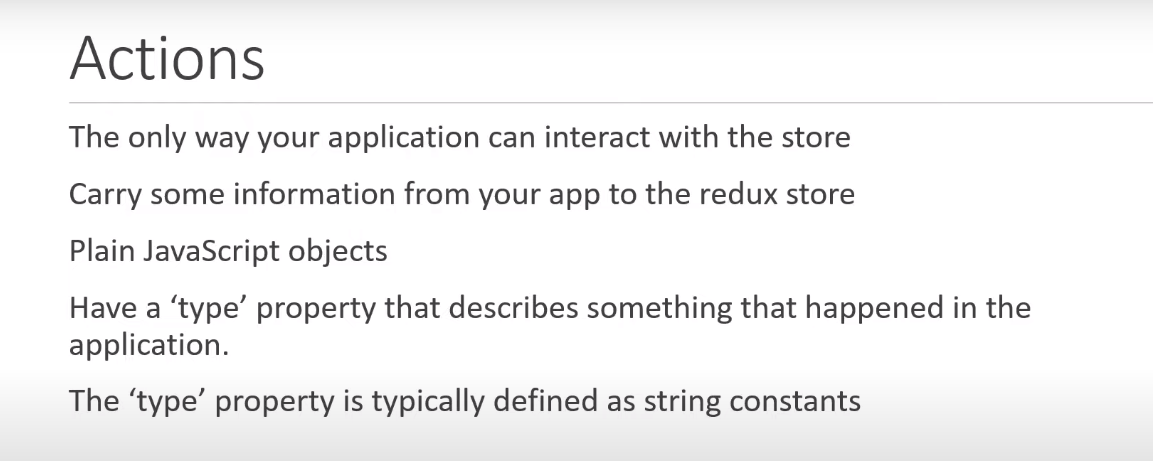 Actions
The only way your application can interact with the store
Carry some information from your app to the redux store
Plain JavaScript objects
Have a ‘type’ property that describes something that happened in the
application.
The ‘type’ property is typically defined as string constants